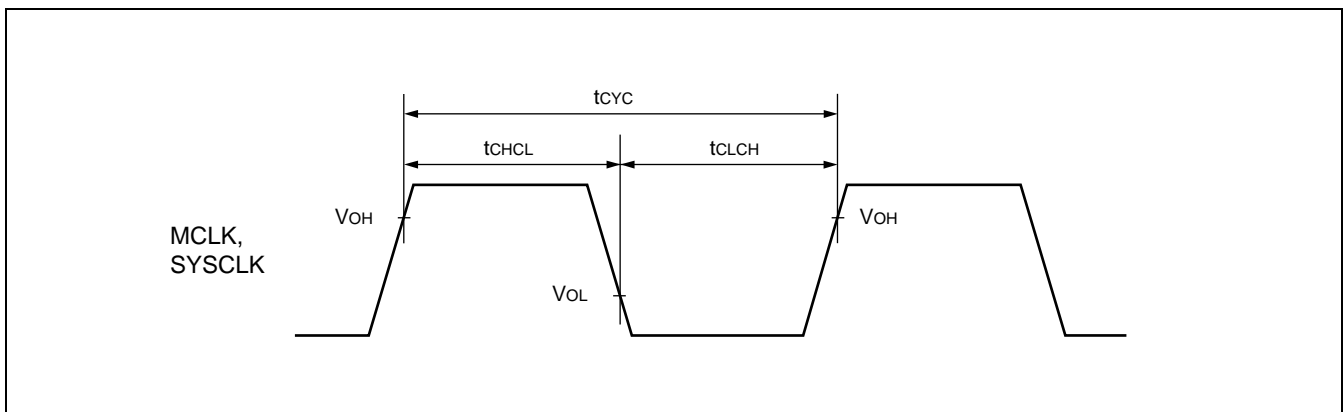 tCYC
tCHCL
tCLCH
VOH
VOH
MCLK,
SYSCLK
VOL